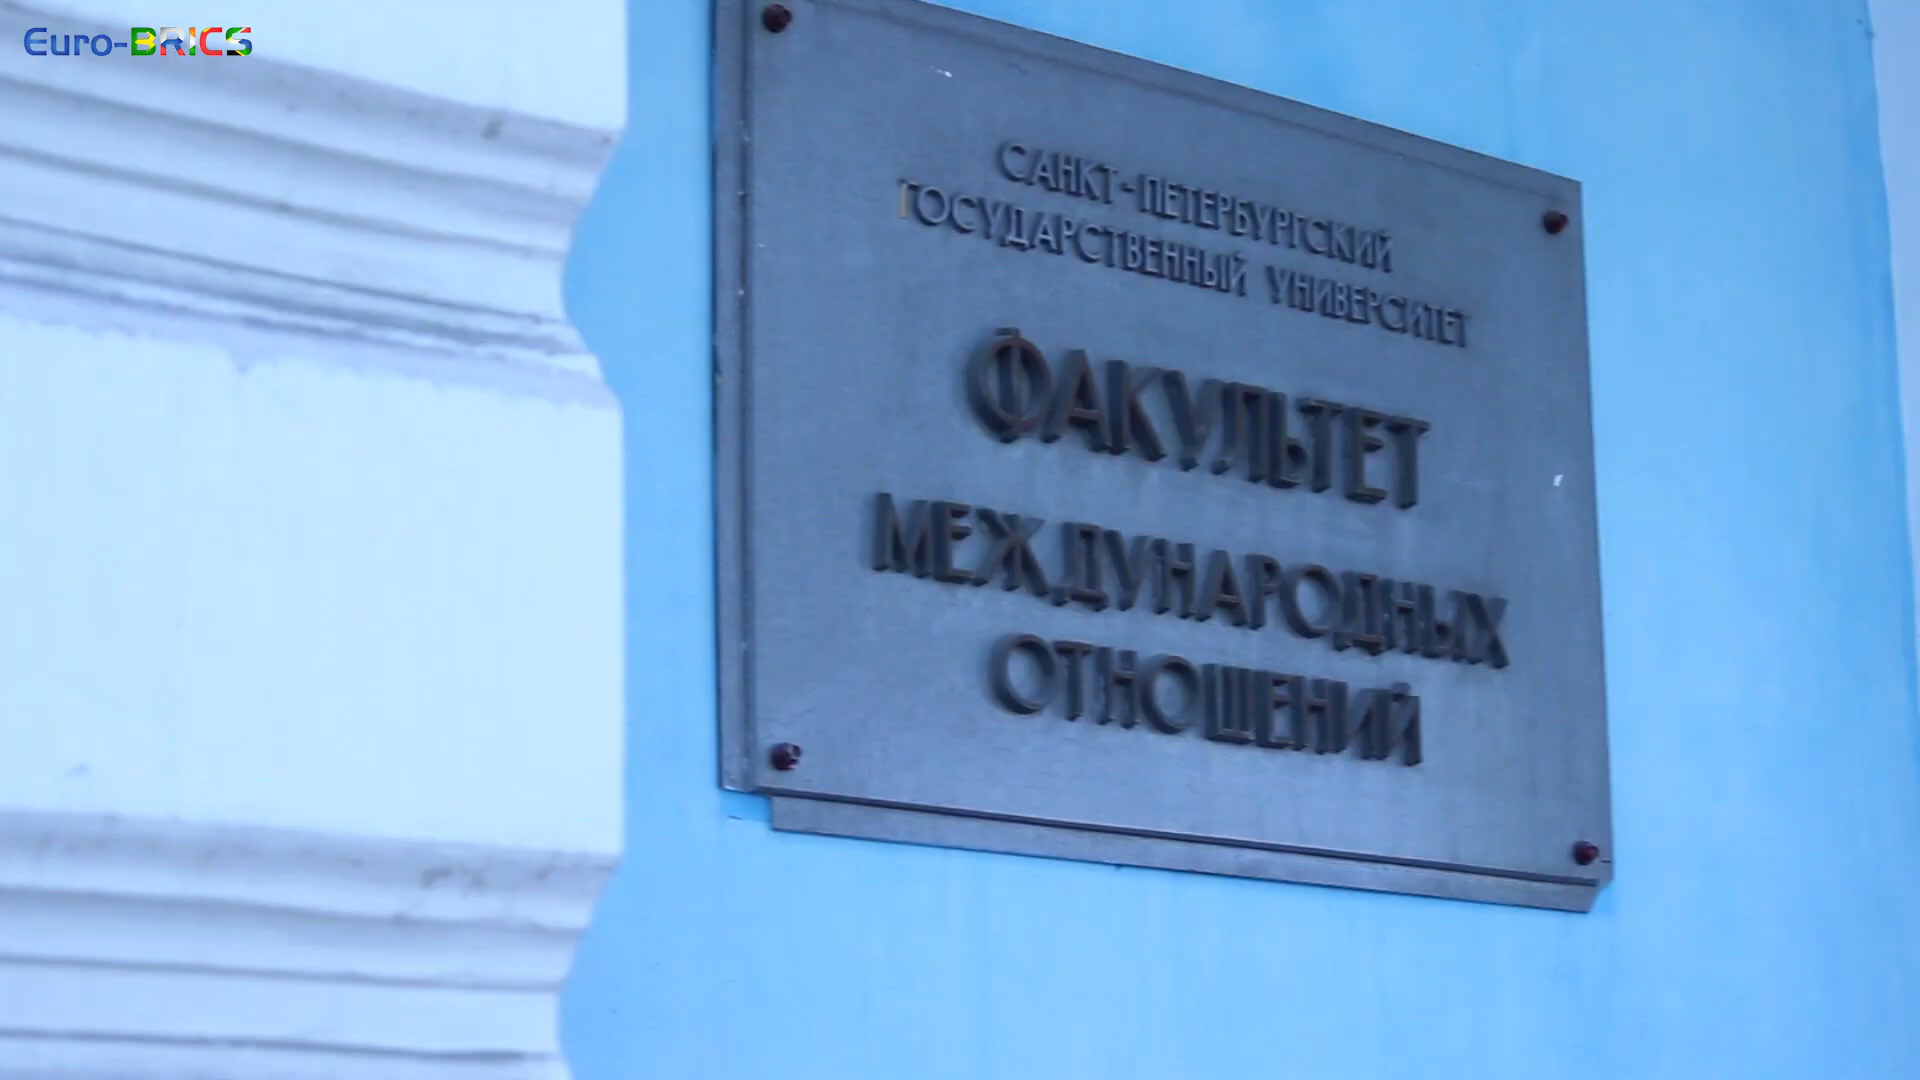 Euro-BRICS
САНКТ-ПЕТЕРБУРГСКИЙ
ГОСУДАРСТВЕННЫЙ УНИВЕРСИТЕТ
ФАКУЛЬТЕТ
МЕЖДУНАРОДНЫХ
ОТНОШЕНИЙ